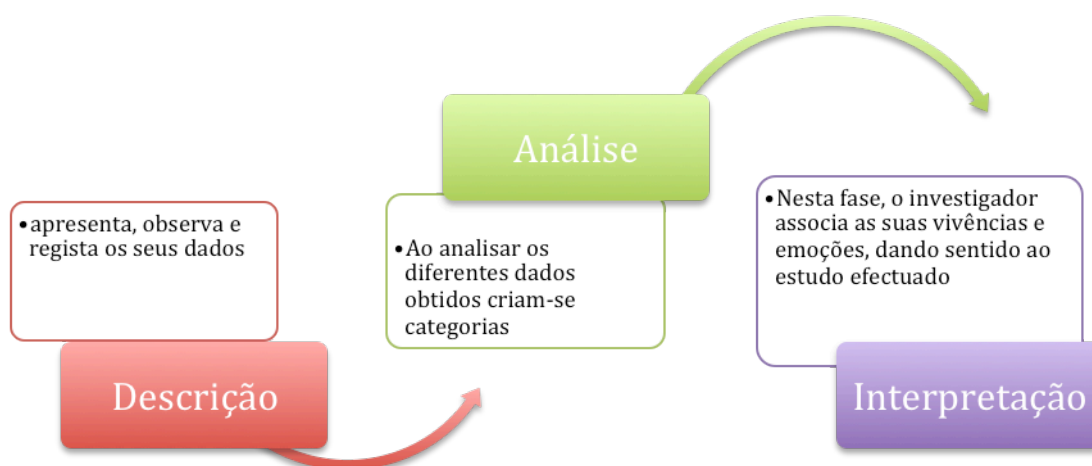 •apresenta, observa e
regista os seus dados
Descrição
Análise
•Ao analisar os
diferentes dados
obtidos criam-se
categorias
•Nesta fase, o investigador
associa as suas vivências e
emoções, dando sentido ao
estudo efectuado
Interpretação